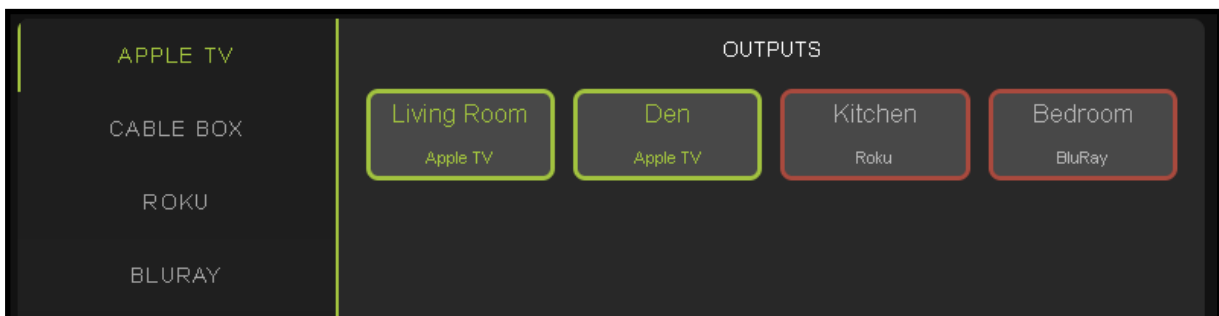 APPLE TV
CABLE BOX
ROKU
BLURAY
OUTPUTS
Living Room
Apple TV
Den
Apple TV
Kitchen
Roku
Bedroom
BluRay